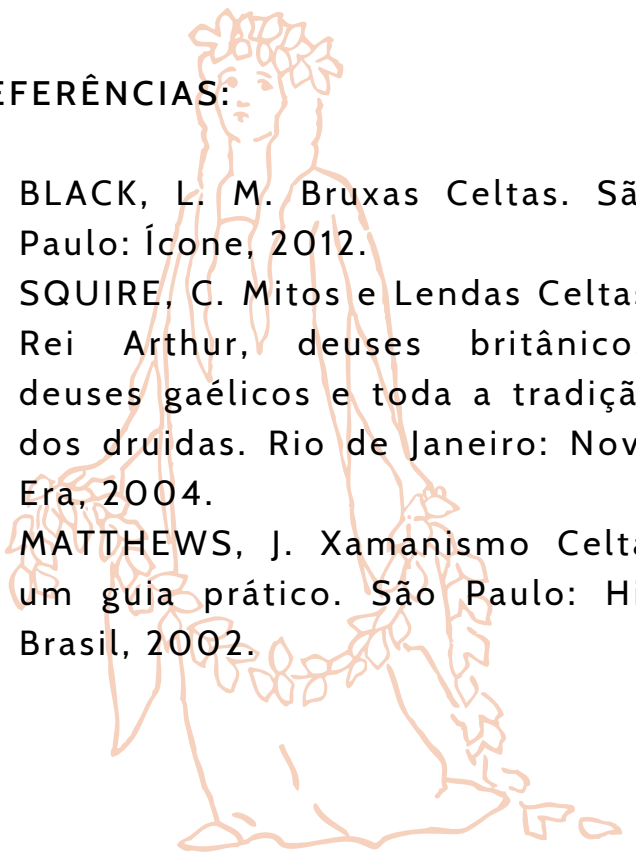 EFERÊNCIAS:
BLACK, L. M. Bruxas Celtas. Sã
Paulo: Ícone, 2012.
SQUIRE, C. Mitos e Lendas Celtas
Rei Arthur, deuses britânico
deuses gaélicos e toda a tradiçã
dos druidas. Rio de Janeiro: Nov
Era, 2004.
MATTHEWS, J. Xamanismo Celta
um guia prático. São Paulo: Hi
Brasil, 2002.